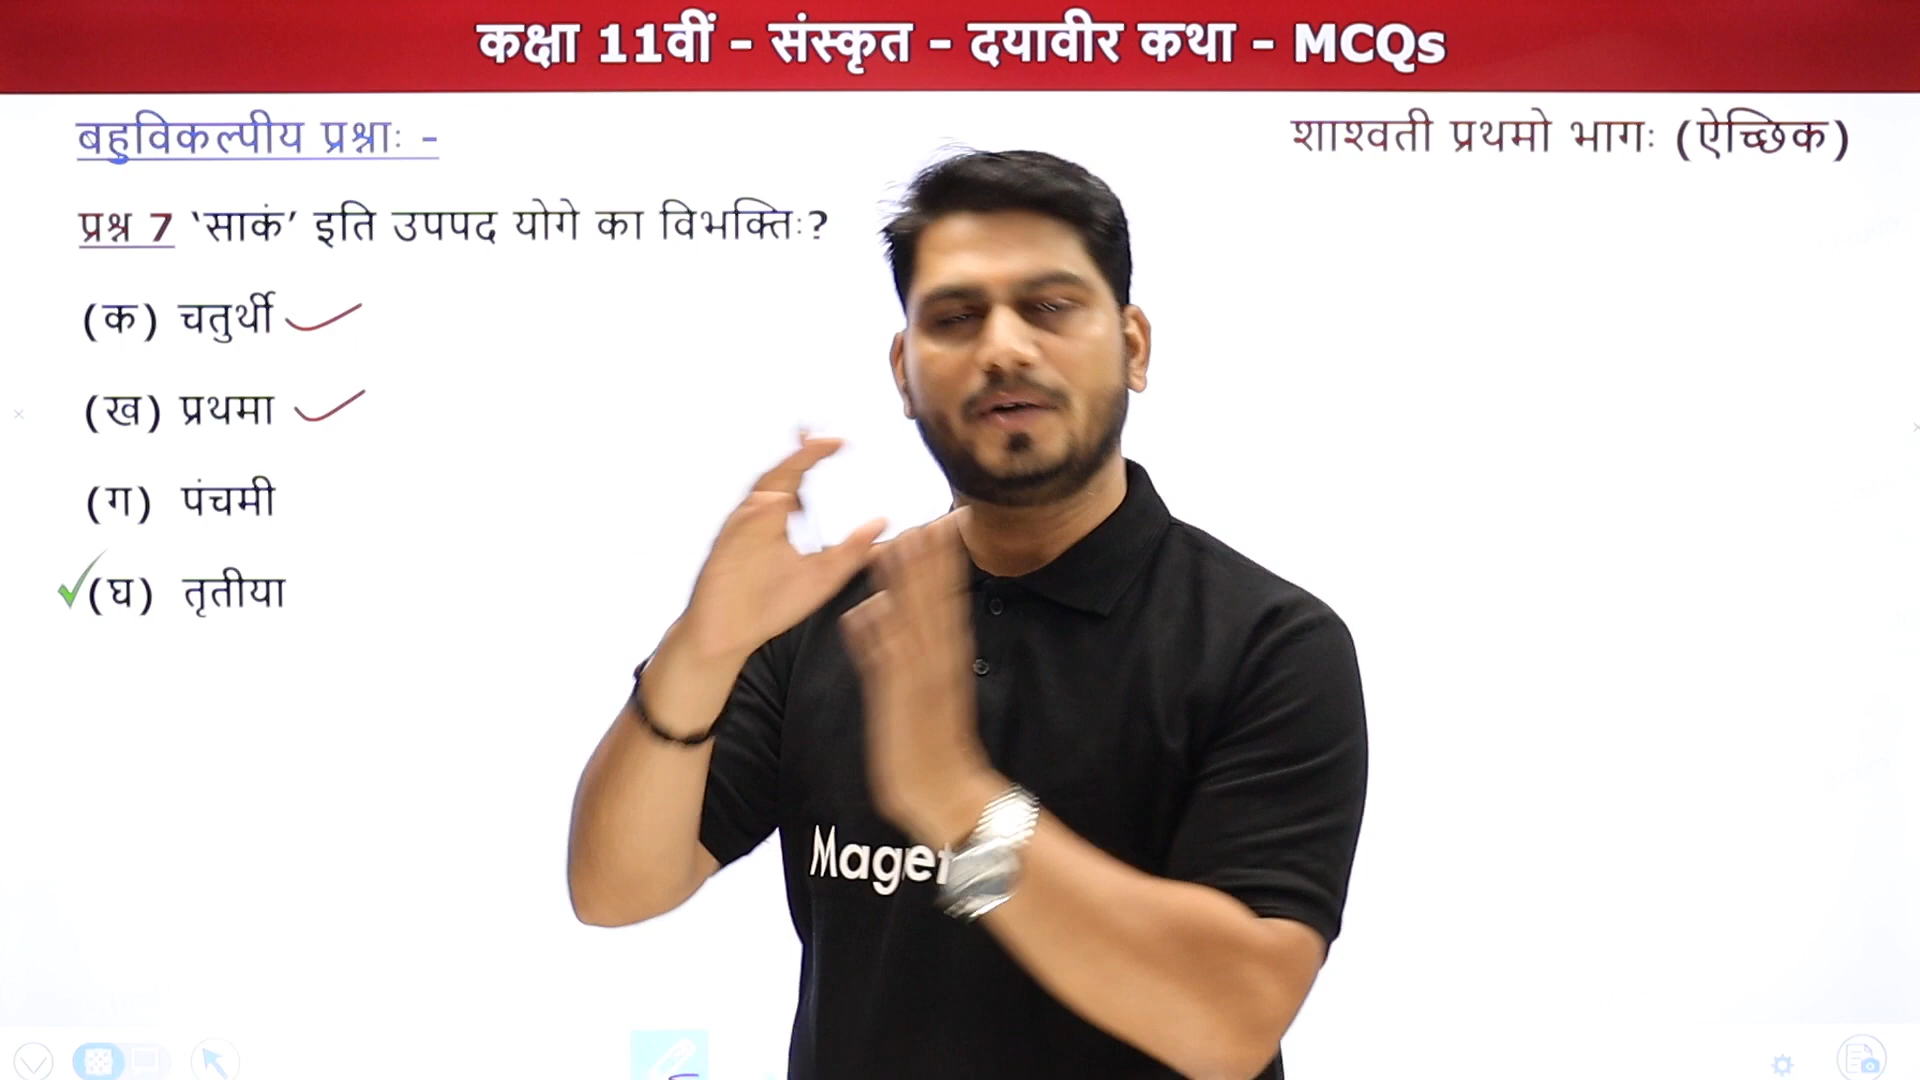 कक्षा 11वीं - संस्कृत - दयावीर कथा - MCQs
बहुविकल्पीय प्रश्नाः -
शाश्वती प्रथमो भागः (ऐच्छिक)
प्रश्न 7 ‘साकं’ इति उपपद योगे का विभक्तिः?
(क) चतुर्थी
(ख) प्रथमा
(ग) पंचमी
(घ) तृतीया